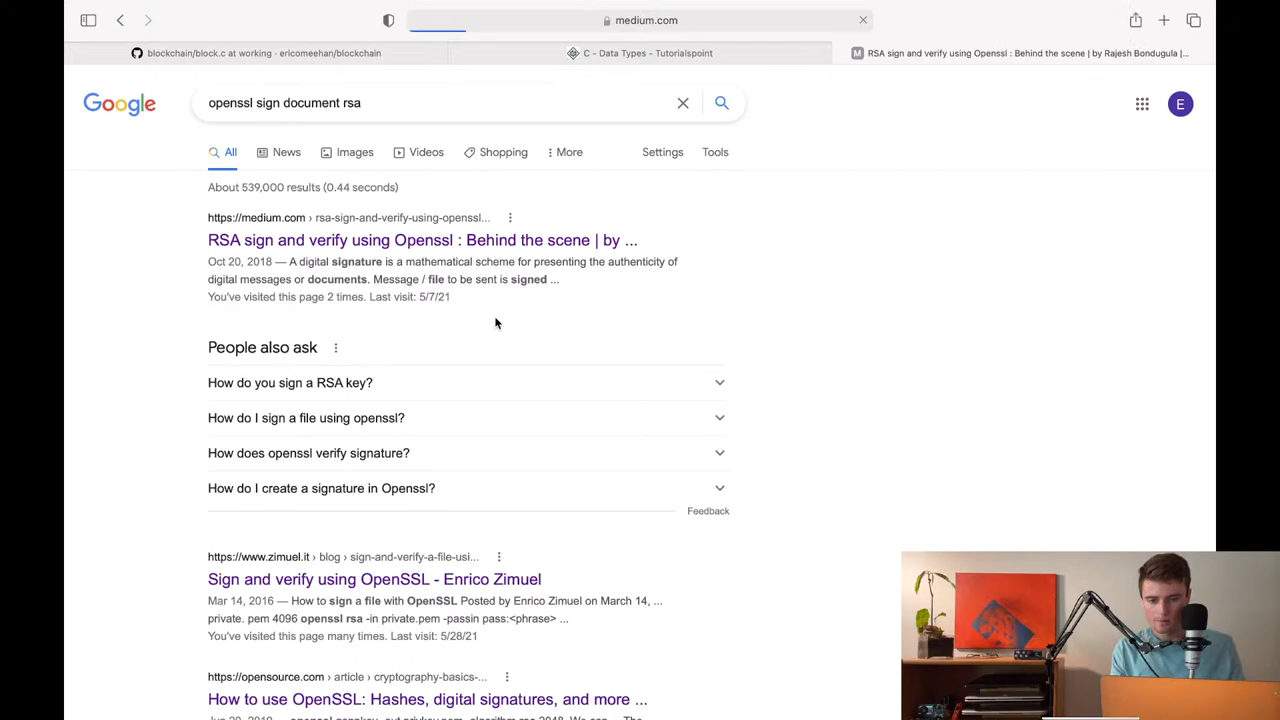 medium.com
blockchain/block.c at working · ericomeehan/blockchain
C - Data Types - Tutorialspoint
M RSA sign and verify using Openssl : Behind the scene | by Rajesh Bondugula |...
Google
openssl sign document rsa
E
All
News
Images
Videos
Shopping
More
Settings
Tools
About 539,000 results (0.44 seconds)
https://medium.com › rsa-sign-and-verify-using-openssl...
RSA sign and verify using Openssl : Behind the scene | by ...
Oct 20, 2018 — A digital signature is a mathematical scheme for presenting the authenticity of
digital messages or documents. Message / file to be sent is signed ...
You've visited this page 2 times. Last visit: 5/7/21
People also ask
How do you sign a RSA key?
How do I sign a file using openssl?
How does openssl verify signature?
How do I create a signature in Openssl?
Feedback
https://www.zimuel.it › blog › sign-and-verify-a-file-usi...
Sign and verify using OpenSSL - Enrico Zimuel
Mar 14, 2016 — How to sign a file with OpenSSL Posted by Enrico Zimuel on March 14, ...
private. pem 4096 openssl rsa -in private.pem -passin pass:<phrase> ...
You've visited this page many times. Last visit: 5/28/21
https://opensource.com › article › cryptography-basics-...
How to use OpenSSL: Hashes, digital signatures, and more ...